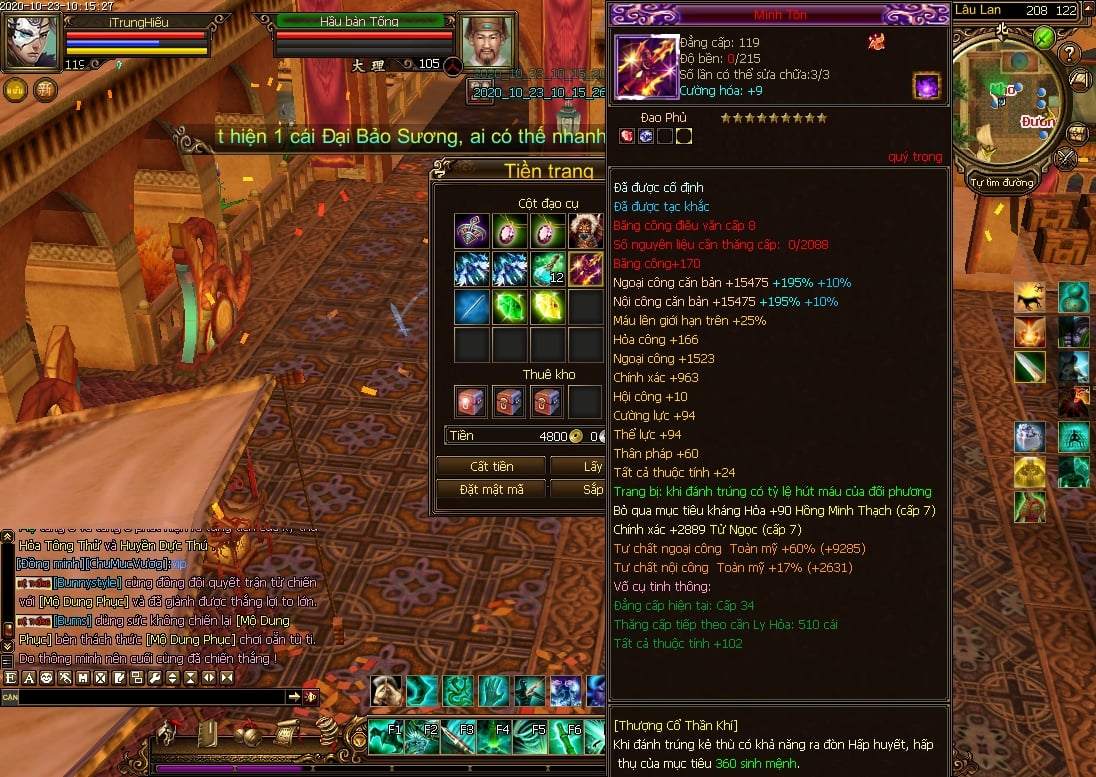 2020-10-23-10:15:27
iTrungHiếu
119
Hầu bàn Tống
大理
105
2020_10_23_10_15_26
t hiện 1 cái Đại Bảo Sương, ai có thể nhanh
Tiền trang
Cột đạo cụ
12
Thuê kho
Tiền 4800 0
Cất tiền Lấy
Đặt mật mã Sắp
Minh Tôn
Đẳng cấp: 119
Độ bền: 0/215
Số lần có thể sửa chữa:3/3
Cường hóa: +9
Đao Phủ
quý trọng
Đã được cố định
Đã được tạc khắc
Băng công điêu văn cấp 8
Số nguyên liệu cần thăng cấp: 0/2088
Băng công+170
Ngoại công căn bản +15475 +195% +10%
Nội công căn bản +15475 +195% +10%
Máu lên giới hạn trên +25%
Hỏa công +166
Ngoại công +1523
Chính xác +963
Hội công +10
Cường lực +94
Thể lực +94
Thân pháp +60
Tất cả thuộc tính +24
Trang bị: khi đánh trúng có tỷ lệ hút máu của đối phương
Bỏ qua mục tiêu kháng Hỏa +90 Hồng Minh Thạch (cấp 7)
Chính xác +2889 Tử Ngọc (cấp 7)
Tư chất ngoại công Toàn mỹ +60% (+9285)
Tư chất nội công Toàn mỹ +17% (+2631)
Võ cụ tinh thông:
Đẳng cấp hiện tại: Cấp 34
Thăng cấp tiếp theo cần Ly Hỏa: 510 cái
Tất cả thuộc tính +102
[Thượng Cổ Thần Khí]
Khi đánh trúng kẻ thù có khả năng ra đòn Hấp huyết, hấp
thụ của mục tiêu 360 sinh mệnh.
Lâu Lan 208 122
北
Đươn
Tự tìm đường
Hỏa Tông Thử và Huyền Dực Thú
[Đồng minh][ChuMucVuơg]:vip
[Bunnystyle] cùng đồng đội quyết trận tử chiến
với [Mộ Dung Phục] và đã giành được thắng lợi to lớn.
[Bums] dùng sức không chiến lại [Mộ Dung
Phục] bèn thách thức [Mộ Dung Phục] chơi oẳn tù tì.
Do thông minh nên cuối cùng đã chiến thắng !
CẬN
F1 F2 F3 F4 F5 F6